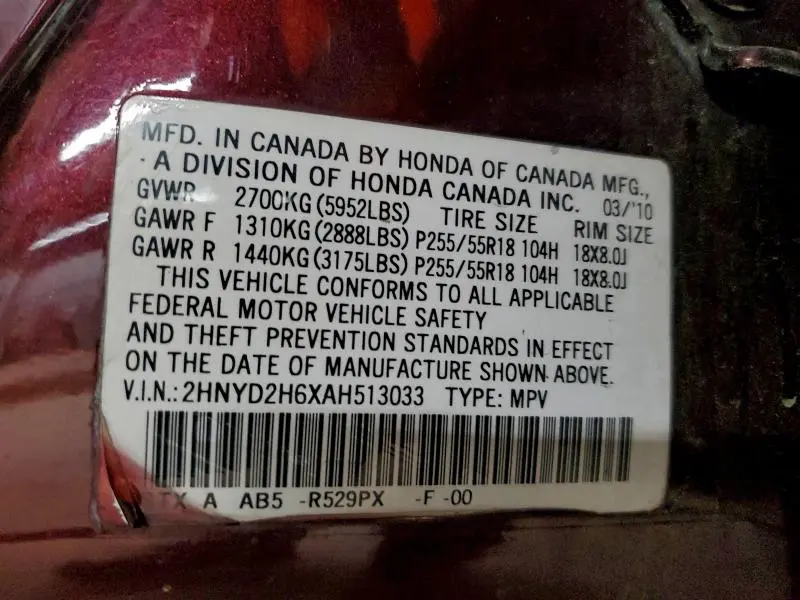 MFD. IN CANADA BY HONDA OF CANADA MFG.,
A DIVISION OF HONDA CANADA INC. 03/'10
GVWR 2700KG (5952LBS) TIRE SIZE RIM SIZE
GAWR F 1310KG (2888LBS) P255/55R18 104H 18X8.0J
GAWR R 1440KG (3175LBS) P255/55R18 104H 18X8.0J
THIS VEHICLE CONFORMS TO ALL APPLICABLE
FEDERAL MOTOR VEHICLE SAFETY
AND THEFT PREVENTION STANDARDS IN EFFECT
ON THE DATE OF MANUFACTURE SHOWN ABOVE.
V.I.N.: 2HNYD2H6XAH513033 TYPE: MPV
TX A AB5 -R529PX -F -00